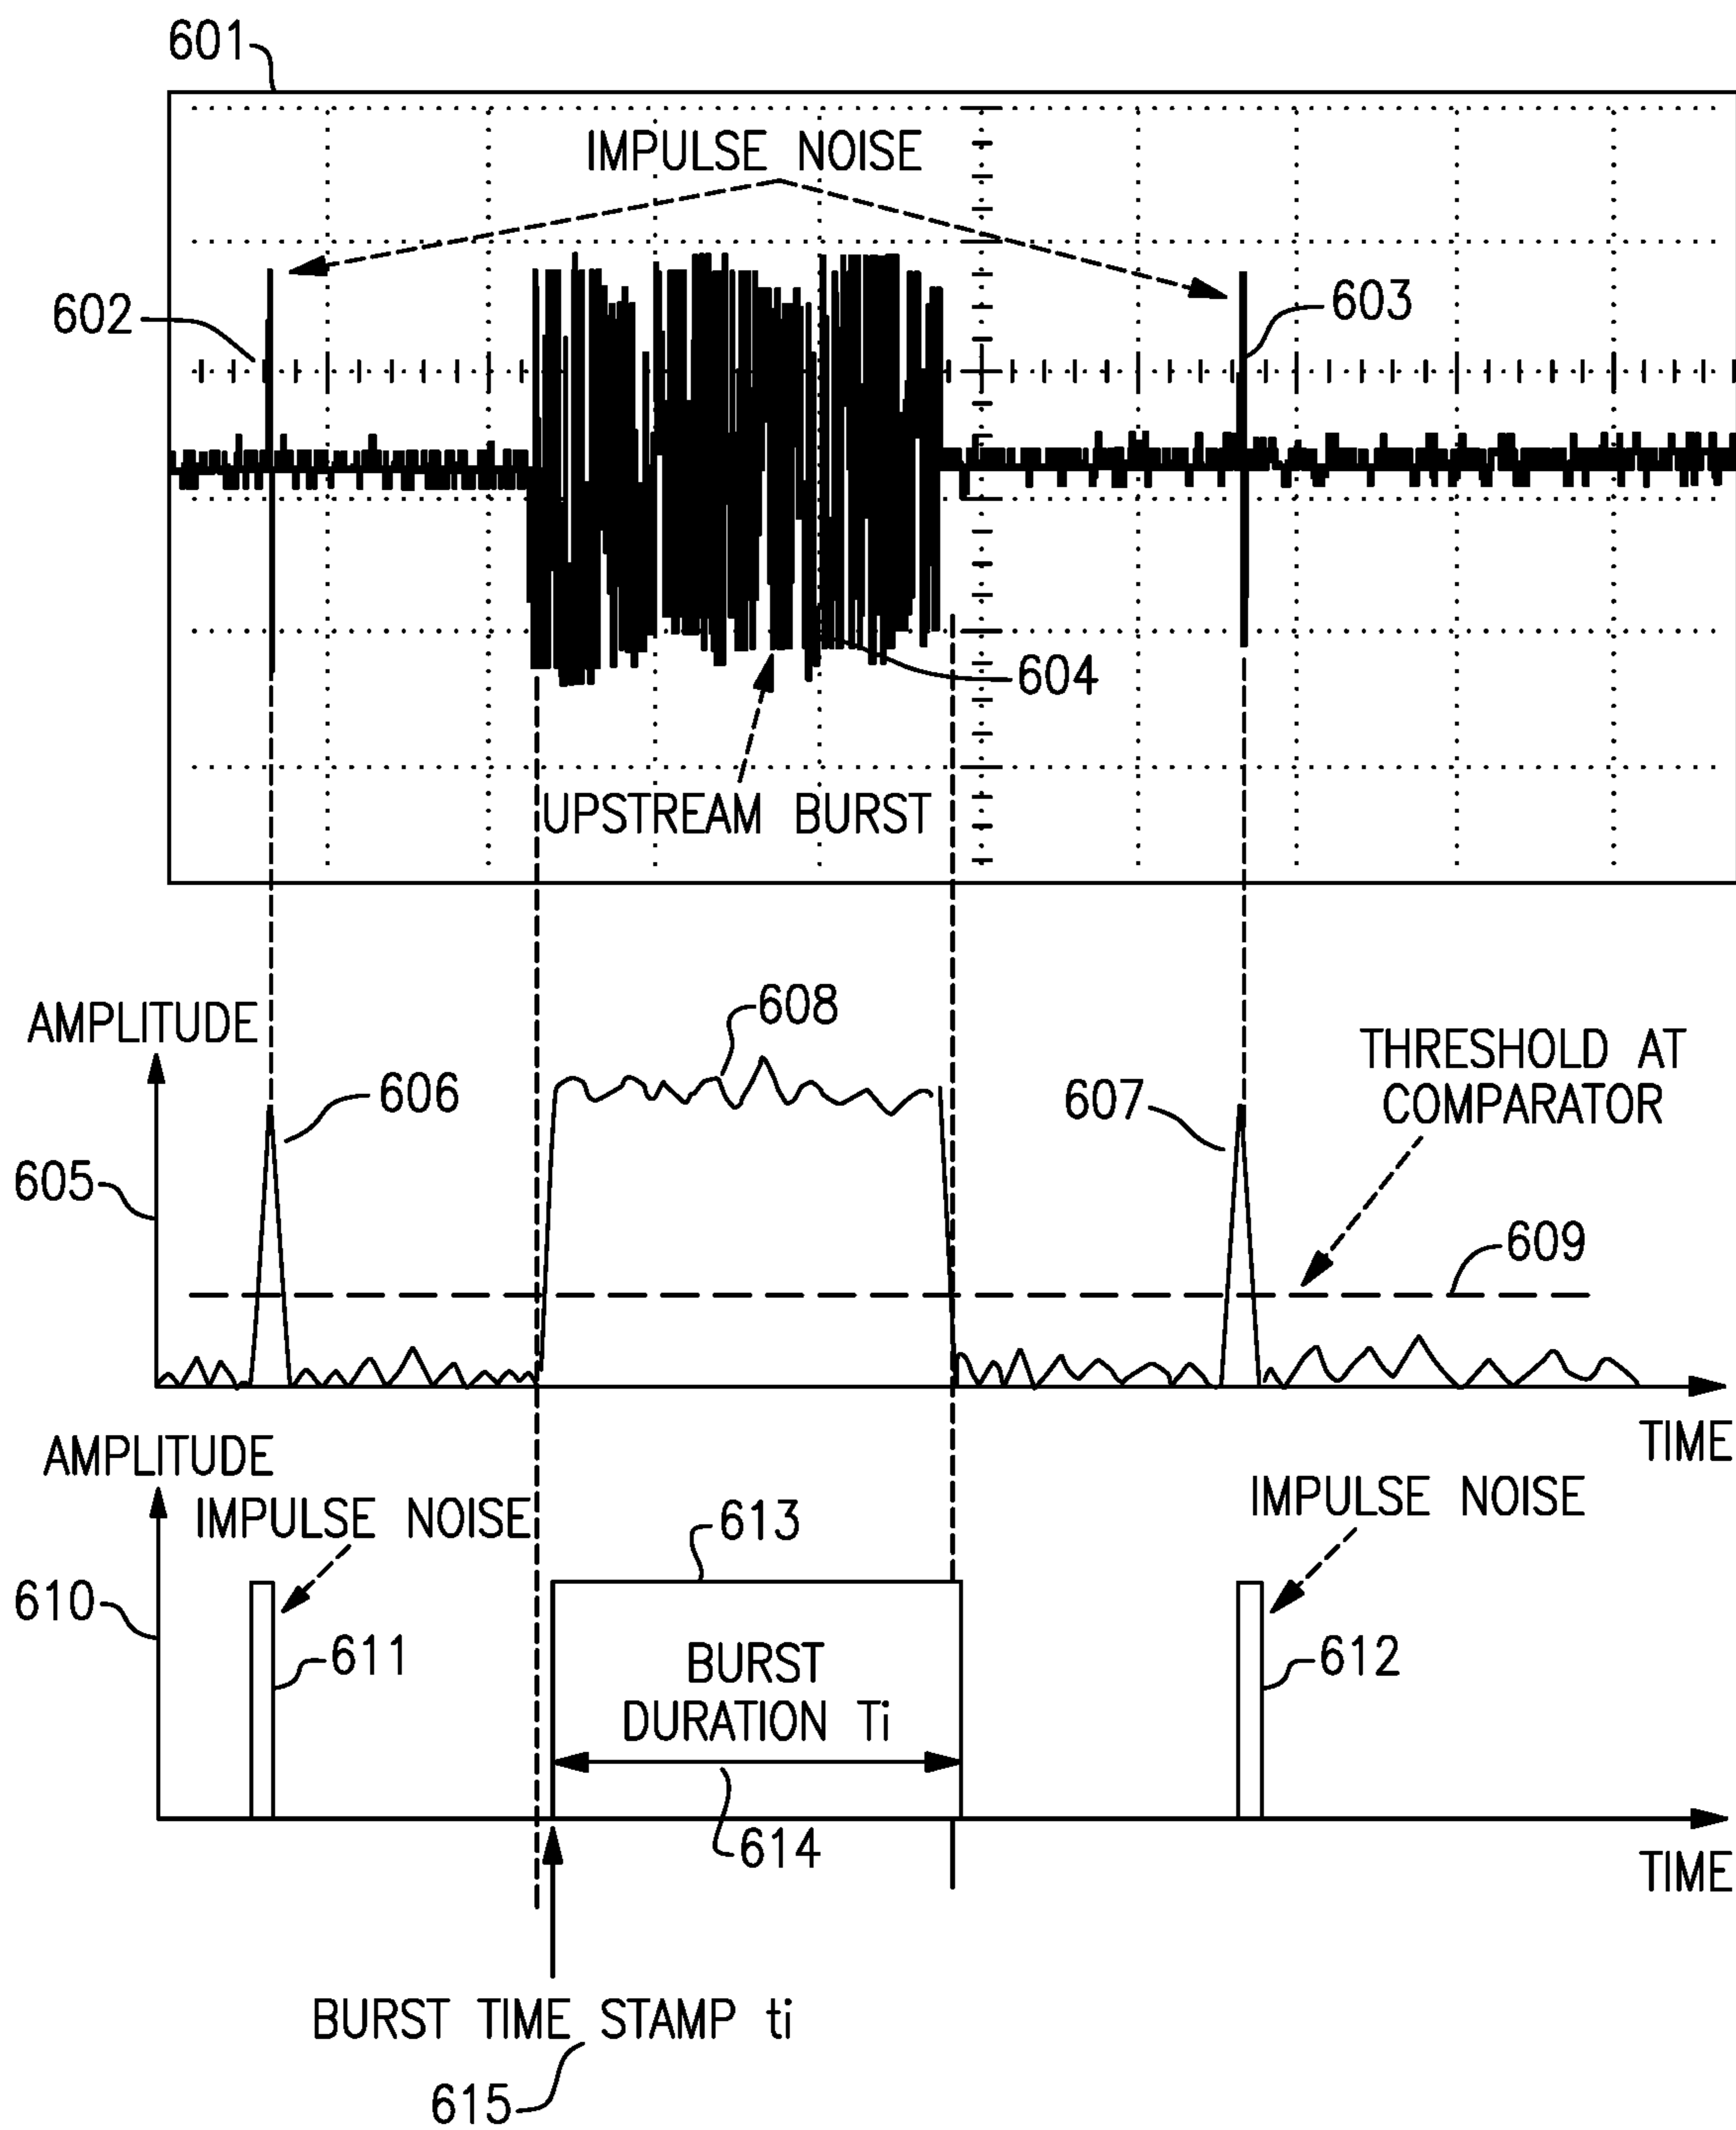 601
IMPULSE NOISE
602
603
604
UPSTREAM BURST
AMPLITUDE
608
THRESHOLD AT
COMPARATOR
606
607
605
609
TIME
AMPLITUDE
IMPULSE NOISE
613
IMPULSE NOISE
610
611
BURST
DURATION Ti
612
614
TIME
BURST TIME STAMP ti
615